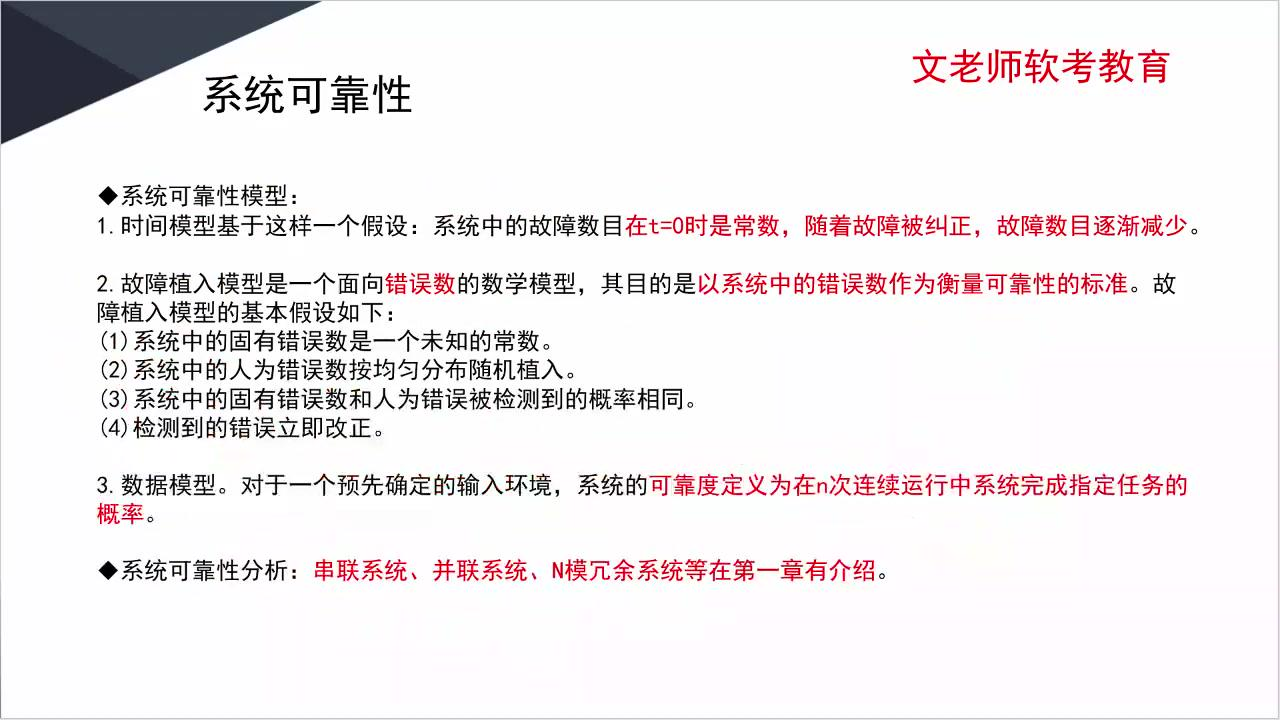 系统可靠性
文老师软考教育
◆系统可靠性模型：
1.时间模型基于这样一个假设：系统中的故障数目在t=0时是常数，随着故障被纠正，故障数目逐渐减少。
2.故障植入模型是一个面向错误数的数学模型，其目的是以系统中的错误数作为衡量可靠性的标准。故
障植入模型的基本假设如下：
(1)系统中的固有错误数是一个未知的常数。
(2)系统中的人为错误数按均匀分布随机植入。
(3)系统中的固有错误数和人为错误被检测到的概率相同。
(4)检测到的错误立即改正。
3.数据模型。对于一个预先确定的输入环境，系统的可靠度定义为在n次连续运行中系统完成指定任务的
概率。
◆系统可靠性分析：串联系统、并联系统、N模冗余系统等在第一章有介绍。